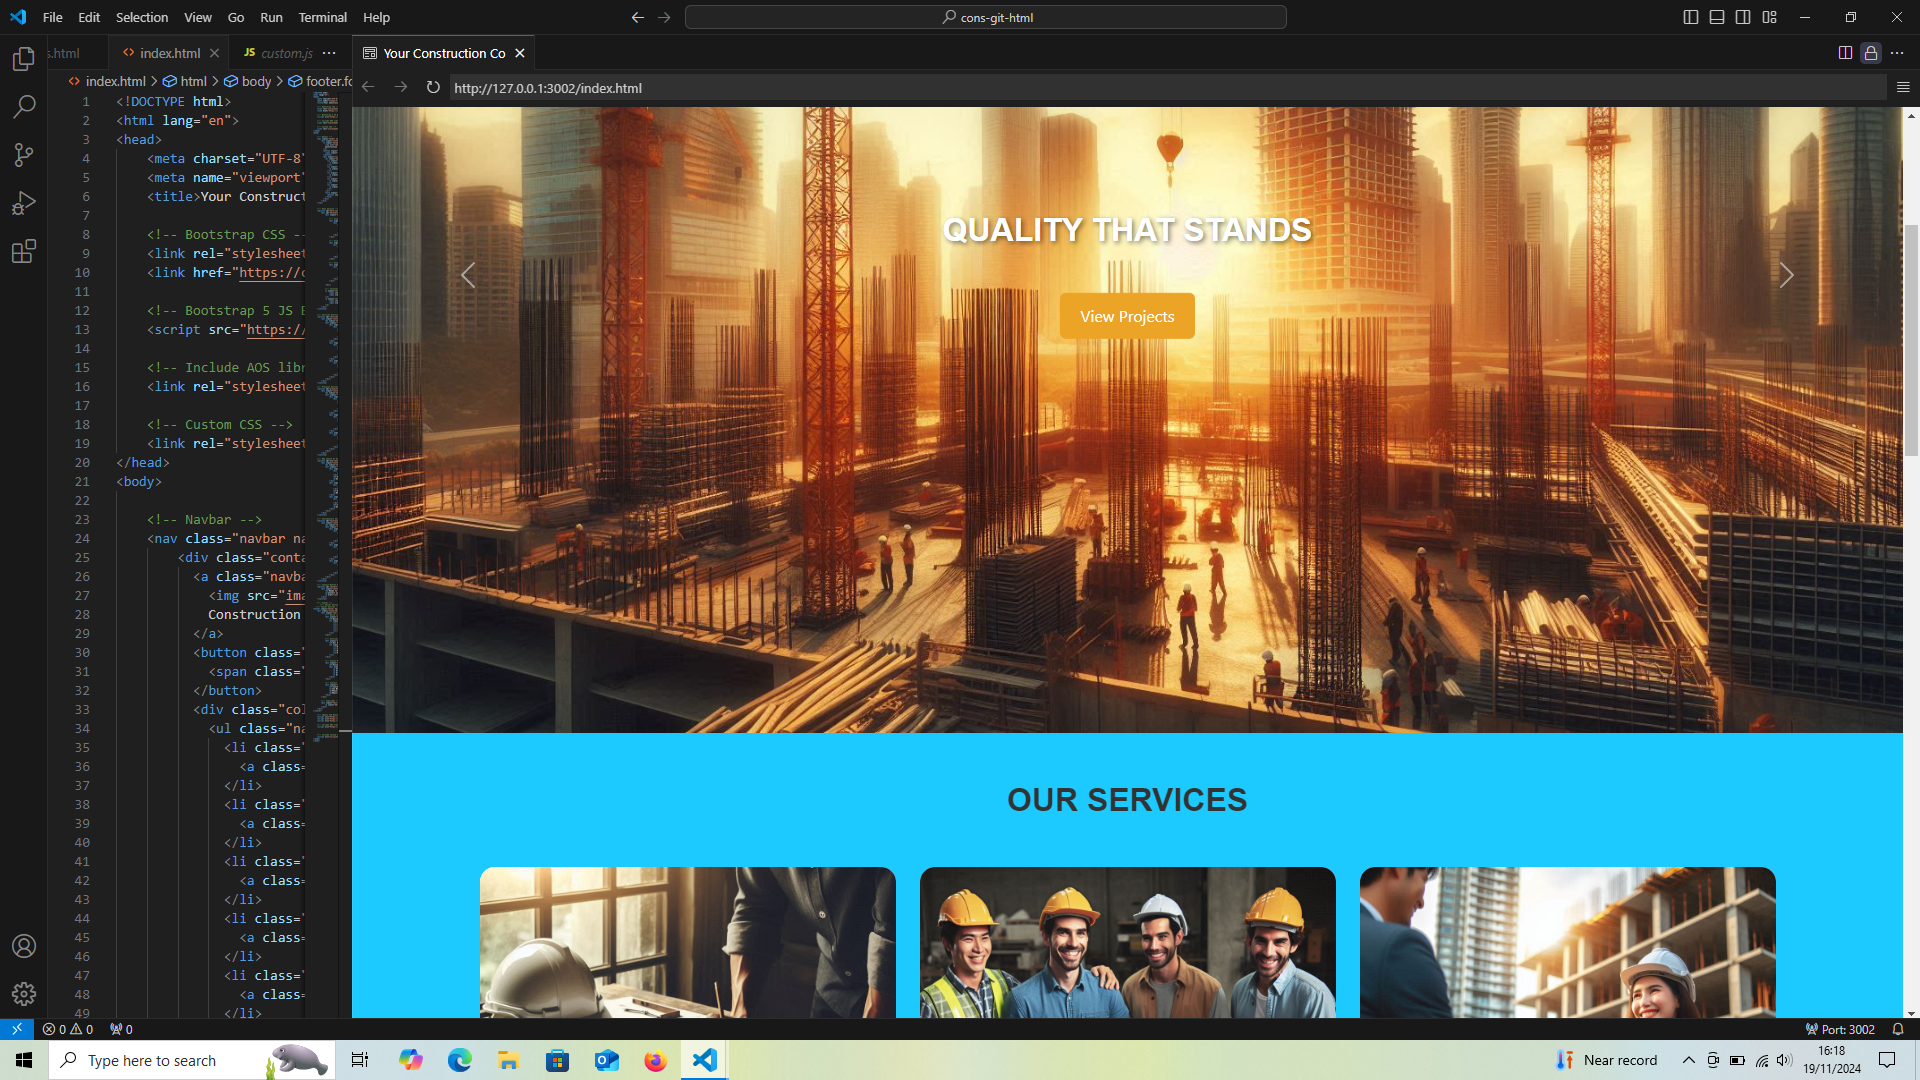 File Edit Selection View Go Run Terminal Help
cons-git-html
s.html
index.html
JS custom.js
Your Construction Co
index.html > html > body > footer.fo
http://127.0.0.1:3002/index.html
1 <!DOCTYPE html>
2 <html lang="en">
3 <head>
4 <meta charset="UTF-8"
5 <meta name="viewport"
6 <title>Your Construct
7
8 <!-- Bootstrap CSS --
9 <link rel="stylesheet
10 <link href="https://c
11
12 <!-- Bootstrap 5 JS B
13 <script src="https://
14
15 <!-- Include AOS libr
16 <link rel="stylesheet
17
18 <!-- Custom CSS -->
19 <link rel="stylesheet
20 </head>
21 <body>
22
23 <!-- Navbar -->
24 <nav class="navbar na
25 <div class="conta
26 <a class="navba
27 <img src="ima
28 Construction
29 </a>
30 <button class="
31 <span class="
32 </button>
33 <div class="col
34 <ul class="na
35 <li class="
36 <a class=
37 </li>
38 <li class="
39 <a class=
40 </li>
41 <li class="
42 <a class=
43 </li>
44 <li class="
45 <a class=
46 </li>
47 <li class="
48 <a class=
49 </li>
QUALITY THAT STANDS
View Projects
OUR SERVICES
0 0 0
Port: 3002
Type here to search
Near record
16:18
19/11/2024